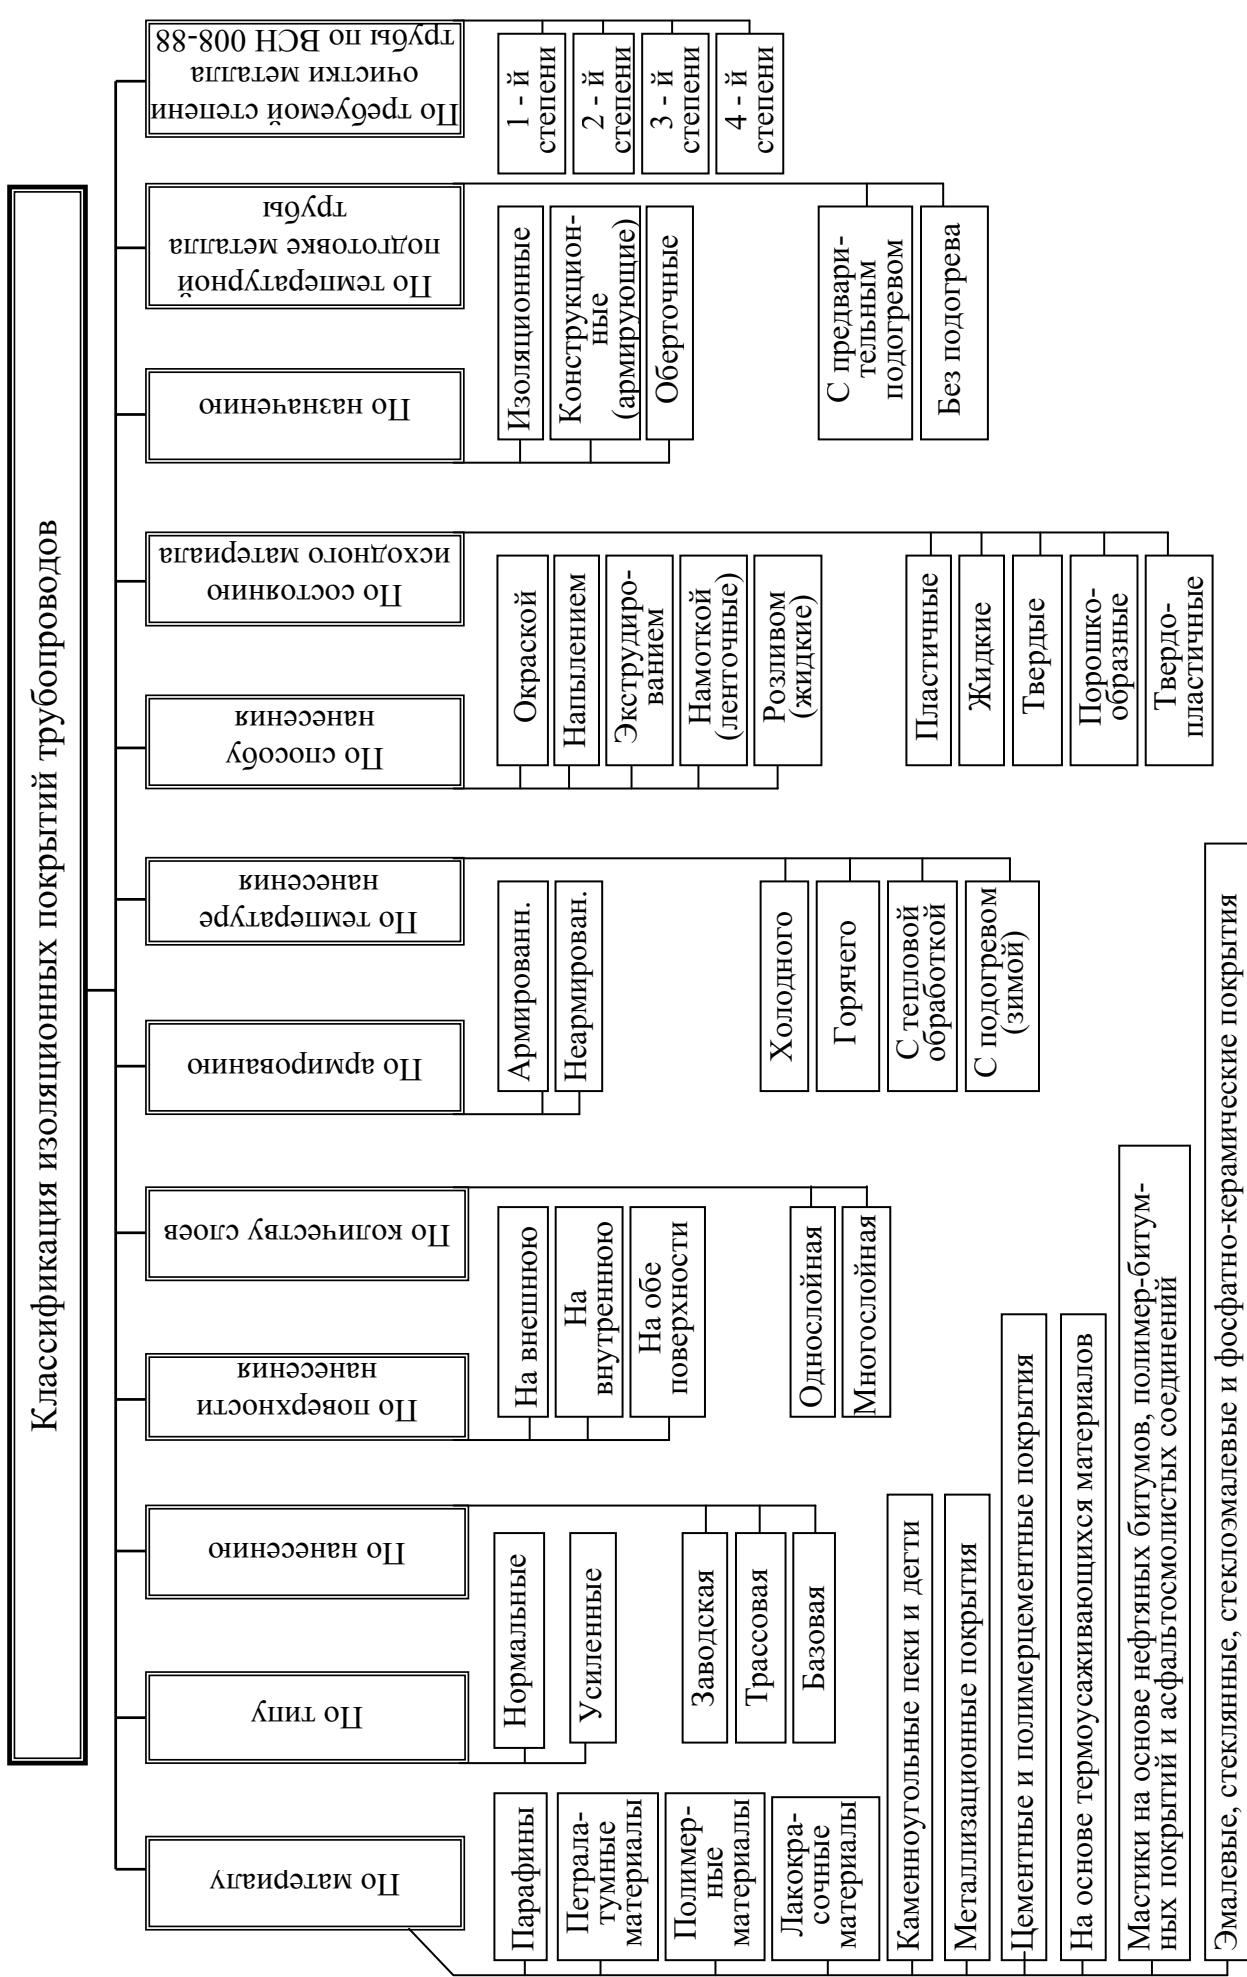 Классификация изоляционных покрытий трубопроводов
По материалу
По типу
По нанесению
По поверхности
нанесения
По количеству слоев
По армированию
По температуре
нанесения
По способу
нанесения
По состоянию
исходного материала
По назначению
По температурной
подготовке металла
трубы
По требуемой степени
очистки металла
трубы по ВСН 008-88
Парафины
Петрала-
тумные
материалы
Полимер-
ные
материалы
Лакокра-
сочные
материалы
Каменноугольные пеки и дегти
Металлизационные покрытия
Цементные и полимерцементные покрытия
На основе термоусаживающихся материалов
Мастики на основе нефтяных битумов, полимер-битум-
ных покрытий и асфальтосмолистых соединений
Эмалевые, стеклянные, стеклоэмалевые и фосфатно-керамические покрытия
Нормальные
Усиленные
Заводская
Трассовая
Базовая
На внешнюю
На
внутреннюю
На обе
поверхности
Однослойная
Многослойная
Армированн.
Неармирован.
Холодного
Горячего
С тепловой
обработкой
С подогревом
(зимой)
Окраской
Напылением
Экструдиро-
ванием
Намоткой
(ленточные)
Розливом
(жидкие)
Пластичные
Жидкие
Твердые
Порошко-
образные
Твердо-
пластичные
Изоляционные
Конструкцион-
ные
(армирующие)
Оберточные
С предвари-
тельным
подогревом
Без подогрева
1 - й
степени
2 - й
степени
3 - й
степени
4 - й
степени